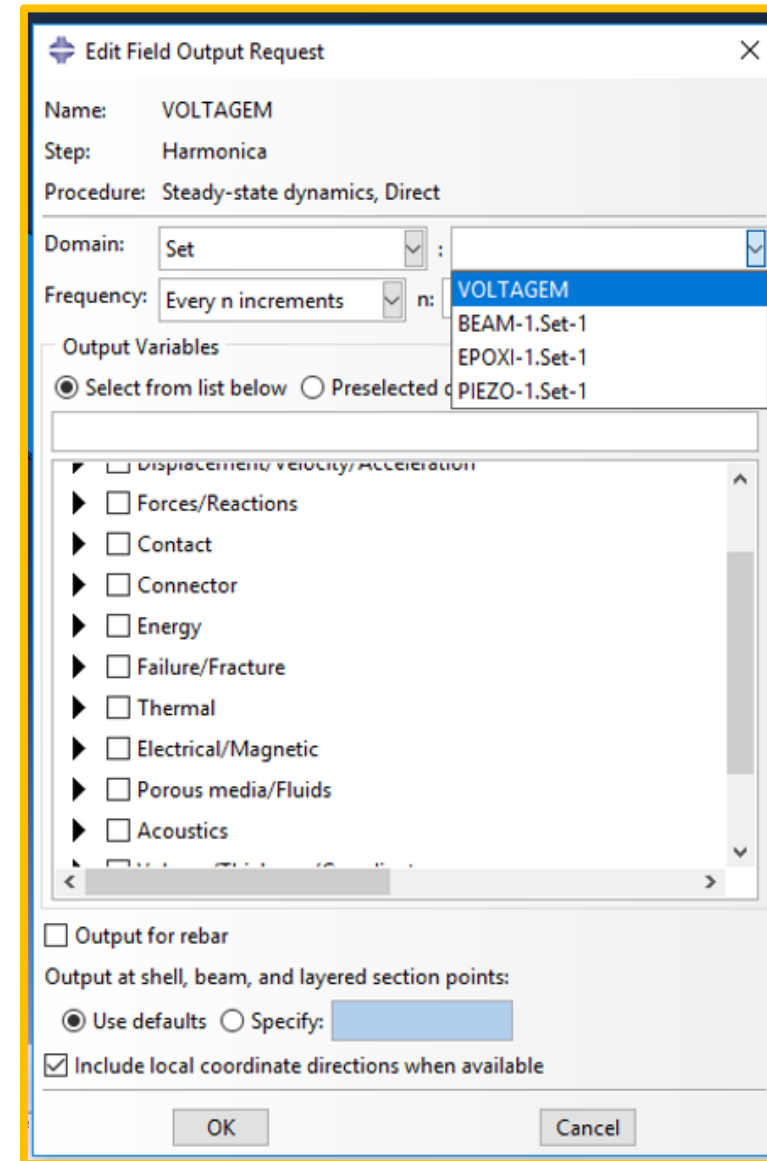 Edit Field Output Request
Name: VOLTAGEM
Step: Harmonica
Procedure: Steady-state dynamics, Direct
Domain: Set :
Frequency: Every n increments n:
VOLTAGEM
BEAM-1.Set-1
EPOXI-1.Set-1
PIEZO-1.Set-1
Output Variables
Select from list below Preselected
Displacement/Velocity/Acceleration
Forces/Reactions
Contact
Connector
Energy
Failure/Fracture
Thermal
Electrical/Magnetic
Porous media/Fluids
Acoustics
Output for rebar
Output at shell, beam, and layered section points:
Use defaults Specify:
Include local coordinate directions when available
OK Cancel